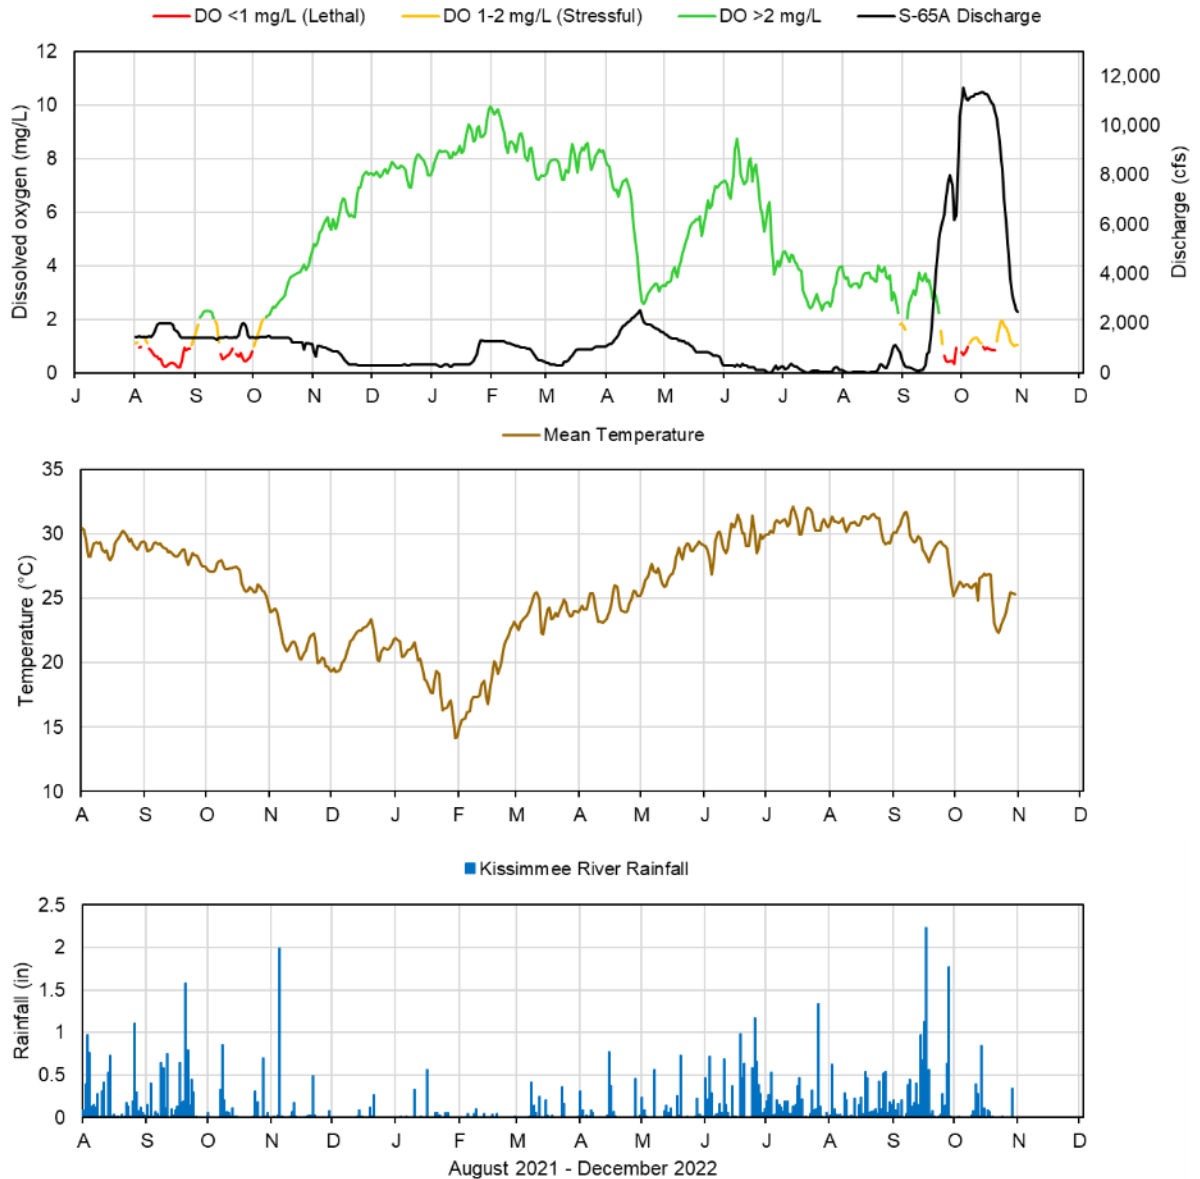 DO <1 mg/L (Lethal) DO 1-2 mg/L (Stressful) DO >2 mg/L S-65A Discharge
Dissolved oxygen (mg/L)
12
10
8
6
4
2
0
Discharge (cfs)
12,000
10,000
8,000
6,000
4,000
2,000
0
J A S O N D J F M A M J J A S O N D
Mean Temperature
Temperature (°C)
35
30
25
20
15
10
A S O N D J F M A M J J A S O N D
Kissimmee River Rainfall
Rainfall (in)
2.5
2
1.5
1
0.5
0
A S O N D J F M A M J J A S O N D
August 2021 - December 2022